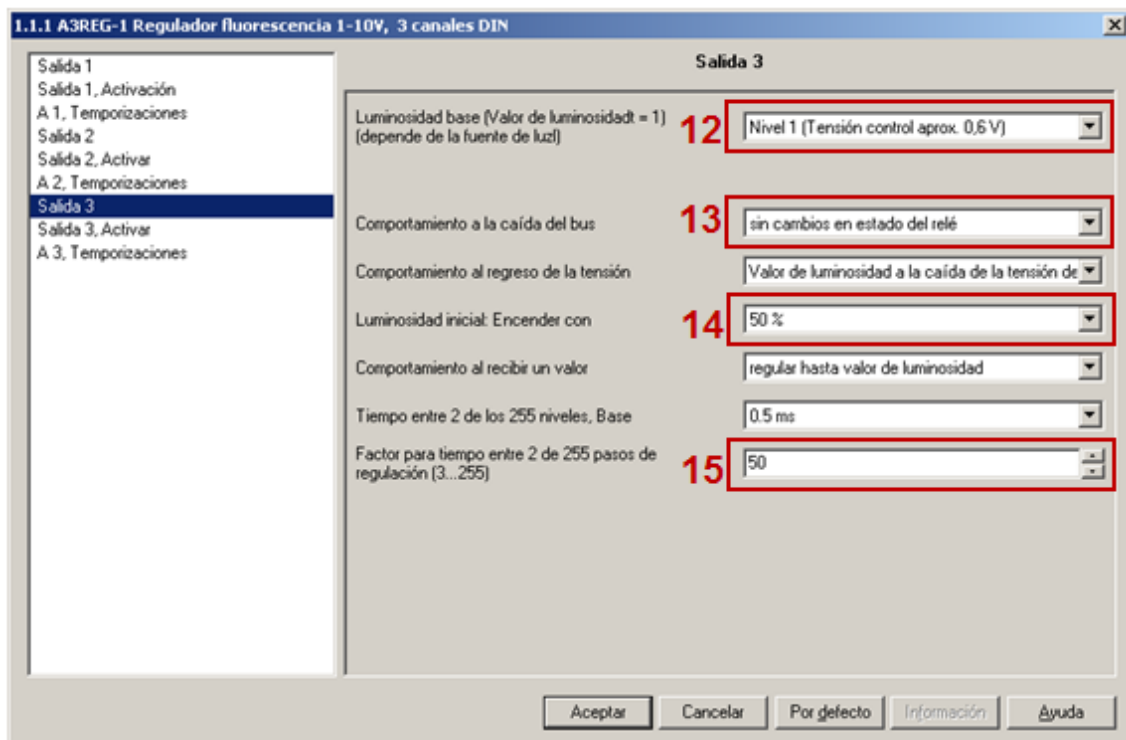 1.1.1 A3REG-1 Regulador fluorescencia 1-10V, 3 canales DIN
Salida 1
Salida 1, Activación
A 1, Temporizaciones
Salida 2
Salida 2, Activar
A 2, Temporizaciones
Salida 3
Salida 3, Activar
A 3, Temporizaciones
Salida 3
Luminosidad base (Valor de luminosidadt = 1)
(depende de la fuente de luzl)
12
Nivel 1 (Tensión control aprox. 0,6 V)
Comportamiento a la caída del bus
13
sin cambios en estado del relé
Comportamiento al regreso de la tensión
Valor de luminosidad a la caída de la tensión de
Luminosidad inicial: Encender con
14
50 %
Comportamiento al recibir un valor
regular hasta valor de luminosidad
Tiempo entre 2 de los 255 niveles, Base
0.5 ms
Factor para tiempo entre 2 de 255 pasos de
regulación (3...255)
15
50
Aceptar
Cancelar
Por defecto
Información
Ayuda